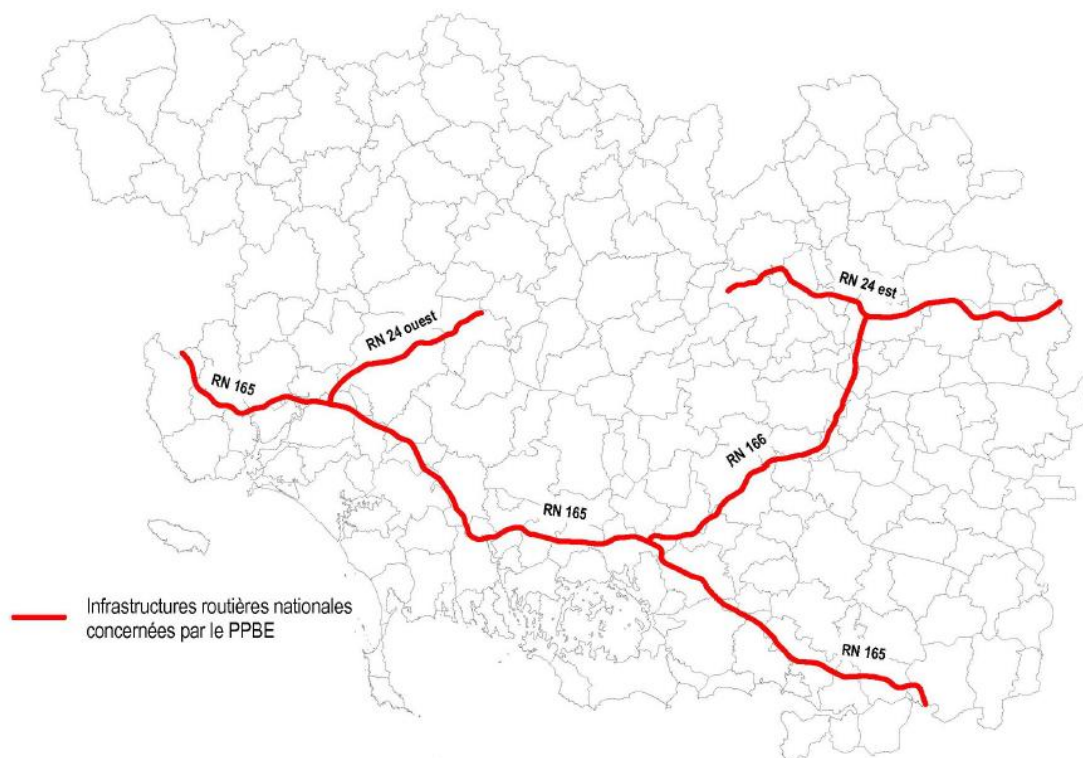 RN 24 est
RN 24 ouest
RN 165
RN 166
RN 165
Infrastructures routières nationales
concernées par le PPBE
RN 165